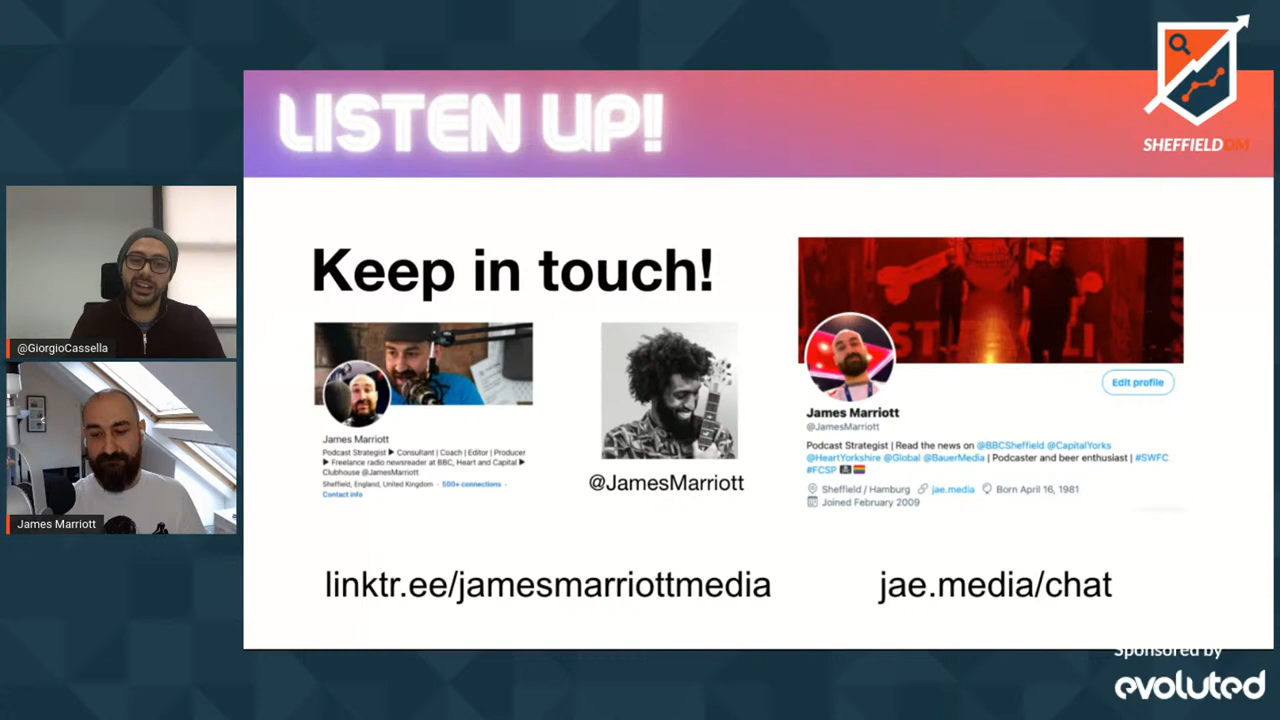 LISTEN UP!
SHEFFIELDDM
@GiorgioCassella
James Marriott
Keep in touch!
James Marriott
Podcast Strategist ▶ Consultant | Coach | Editor | Producer
▶ Freelance radio newsreader at BBC, Heart and Capital ▶
Clubhouse @JamesMarriott
Sheffield, England, United Kingdom · 500+ connections ·
Contact info
@JamesMarriott
Edit profile
James Marriott
@JamesMarriott
Podcast Strategist | Read the news on @BBCSheffield @CapitalYorks
@HeartYorkshire @Global @BauerMedia | Podcaster and beer enthusiast | #SWFC
#FCSP
Sheffield / Hamburg jae.media Born April 16, 1981
Joined February 2009
linktr.ee/jamesmarriottmedia
jae.media/chat
Sponsored by
evoluted